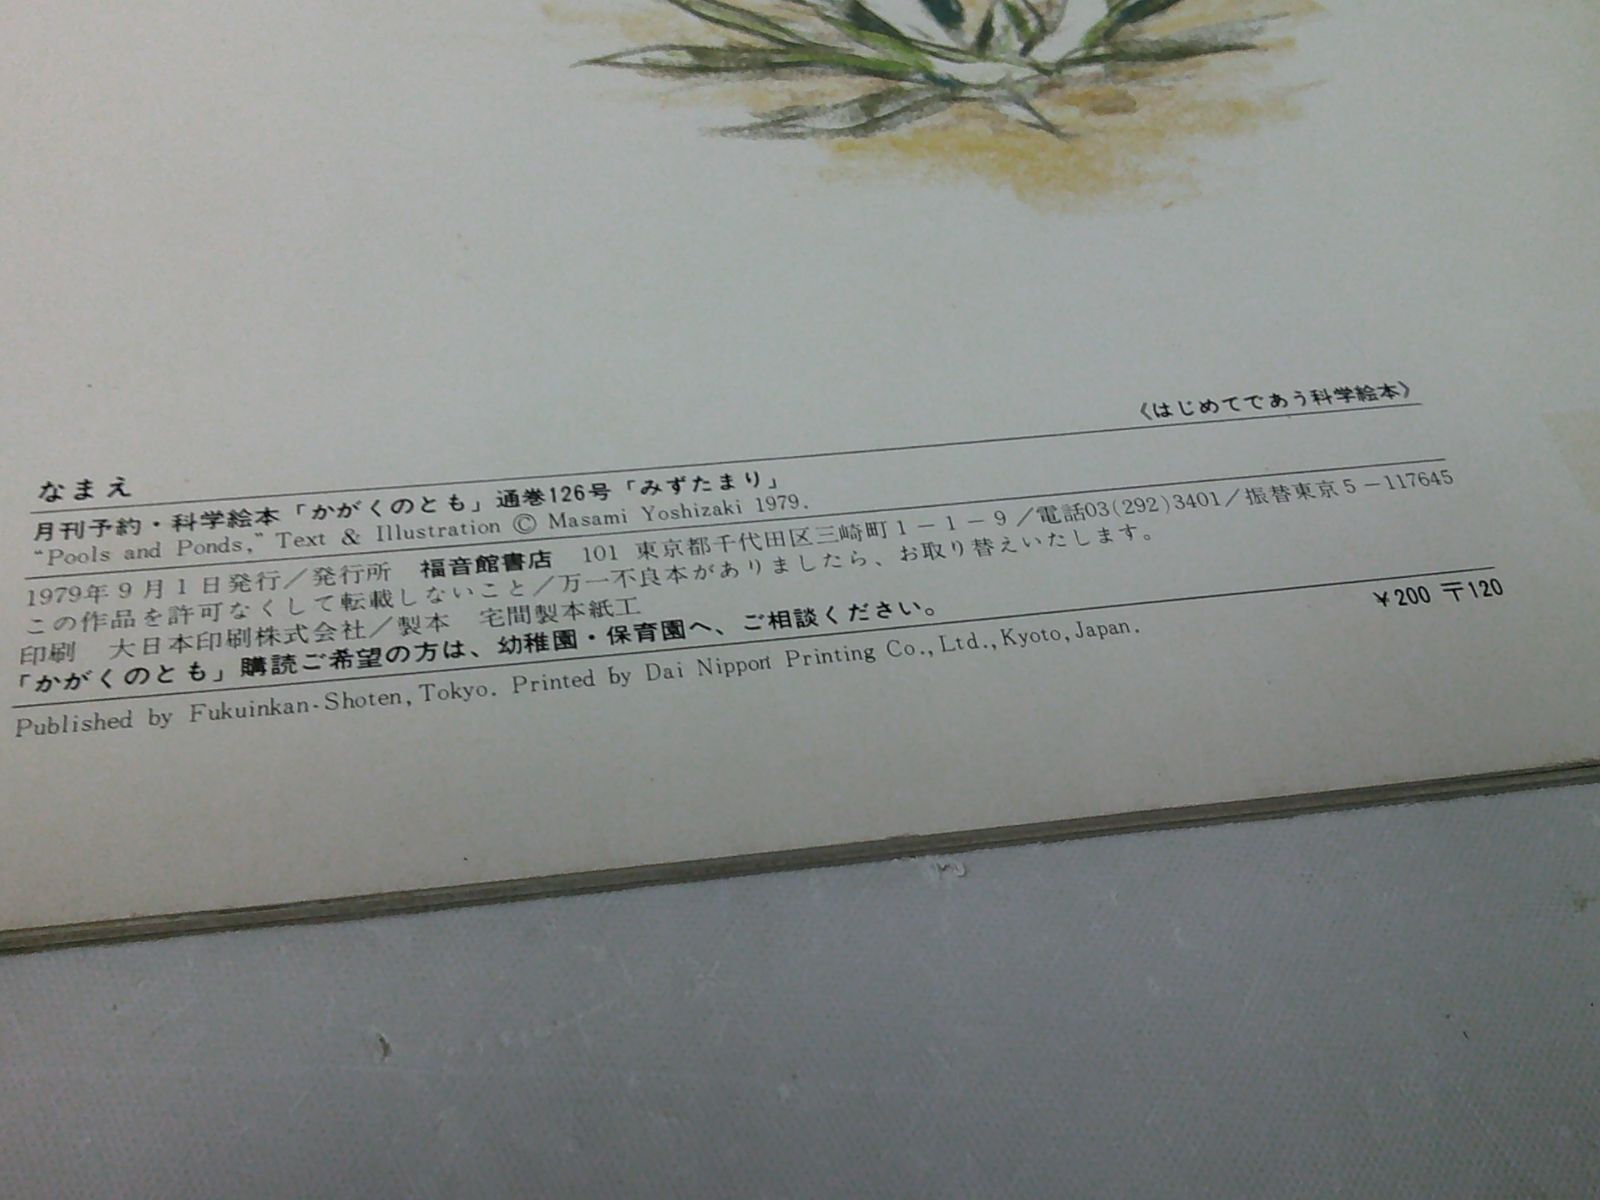 〈はじめてであう科学絵本〉
なまえ
月刊予約・科学絵本「かがくのとも」通巻126号「みずたまり」
“Pools and Ponds,” Text & Illustration © Masami Yoshizaki 1979.
1979年9月1日発行／発行所 福音館書店 101 東京都千代田区三崎町1－1－9／電話03(292)3401／振替東京5－117645
この作品を許可なくして転載しないこと／万一不良本がありましたら、お取り替えいたします。
印刷 大日本印刷株式会社／製本 宅間製本紙工
「かがくのとも」購読ご希望の方は、幼稚園・保育園へ、ご相談ください。
¥200 〒120
Published by Fukuinkan-Shoten, Tokyo. Printed by Dai Nippon Printing Co., Ltd., Kyoto, Japan.